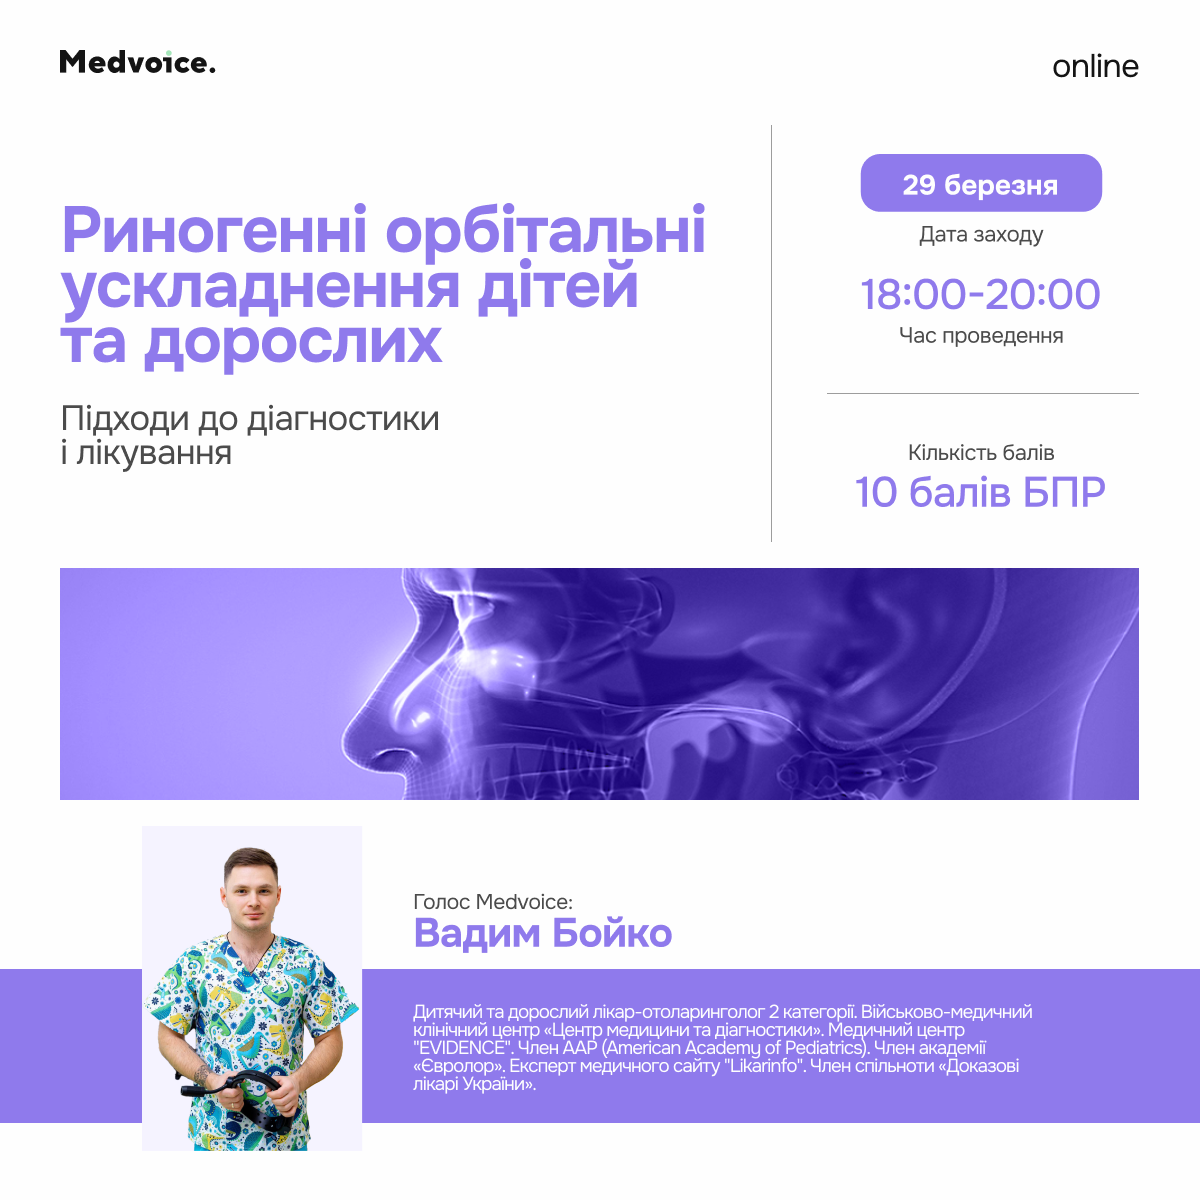 Medvoice.
online
Риногенні орбітальні
ускладнення дітей
та дорослих
Підходи до діагностики
і лікування
29 березня
Дата заходу
18:00-20:00
Час проведення
Кількість балів
10 балів БПР
Голос Medvoice:
Вадим Бойко
Дитячий та дорослий лікар-отоларинголог 2 категорії. Військово-медичний
клінічний центр «Центр медицини та діагностики». Медичний центр
"EVIDENCE". Член AAP (American Academy of Pediatrics). Член академії
«Євролор». Експерт медичного сайту "Likarinfo". Член спільноти «Доказові
лікарі України».